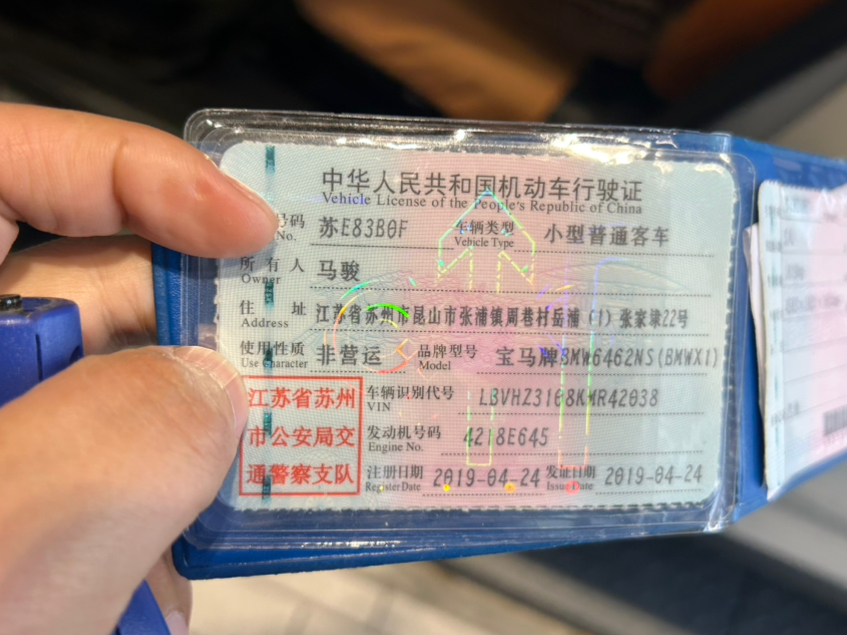 中华人民共和国机动车行驶证
Vehicle License of the People's Republic of China
号码 苏E83B0F 车辆类型 小型普通客车
No. Vehicle Type
所有人 马骏
Owner
住址 江苏省苏州市昆山市张浦镇周巷村岳浦(1)张家埭22号
Address
使用性质 非营运 品牌型号 宝马牌BMW6462NS(BMWX1)
Use Character Model
江苏省苏州 车辆识别代号 LBVHZ3108KMR42038
VIN
市公安局交 发动机号码 4218E645
Engine No.
通警察支队 注册日期 2019-04-24 发证日期 2019-04-24
Register Date Issue Date